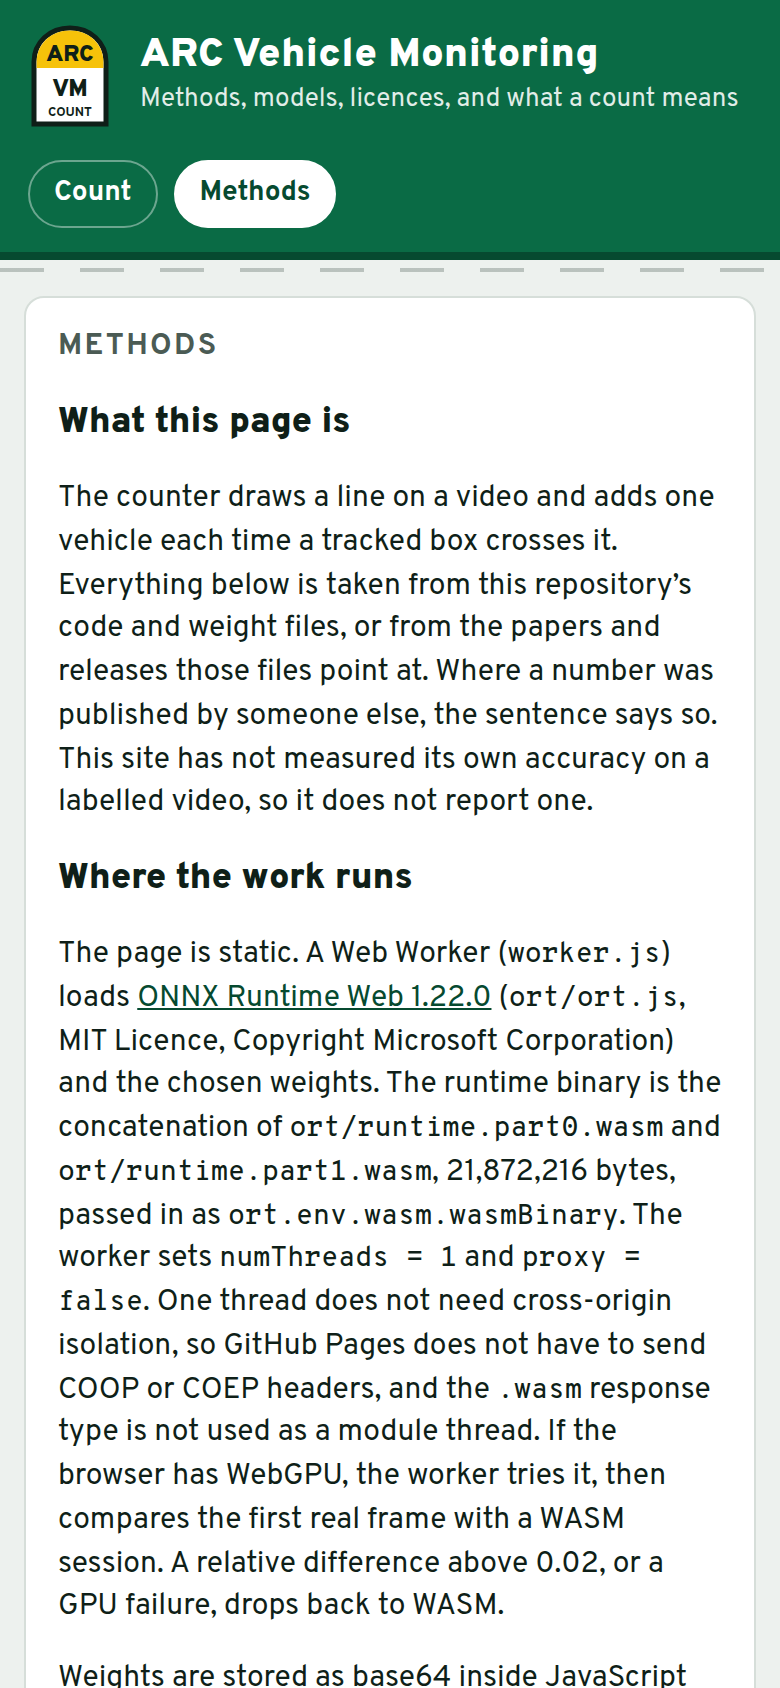 ARC
VM
COUNT
ARC Vehicle Monitoring
Methods, models, licences, and what a count means
Count
Methods
METHODS
What this page is
The counter draws a line on a video and adds one
vehicle each time a tracked box crosses it.
Everything below is taken from this repository’s
code and weight files, or from the papers and
releases those files point at. Where a number was
published by someone else, the sentence says so.
This site has not measured its own accuracy on a
labelled video, so it does not report one.
Where the work runs
The page is static. A Web Worker (worker.js)
loads ONNX Runtime Web 1.22.0 (ort/ort.js,
MIT Licence, Copyright Microsoft Corporation)
and the chosen weights. The runtime binary is the
concatenation of ort/runtime.part0.wasm and
ort/runtime.part1.wasm, 21,872,216 bytes,
passed in as ort.env.wasm.wasmBinary. The
worker sets numThreads = 1 and proxy =
false. One thread does not need cross-origin
isolation, so GitHub Pages does not have to send
COOP or COEP headers, and the .wasm response
type is not used as a module thread. If the
browser has WebGPU, the worker tries it, then
compares the first real frame with a WASM
session. A relative difference above 0.02, or a
GPU failure, drops back to WASM.
Weights are stored as base64 inside JavaScript